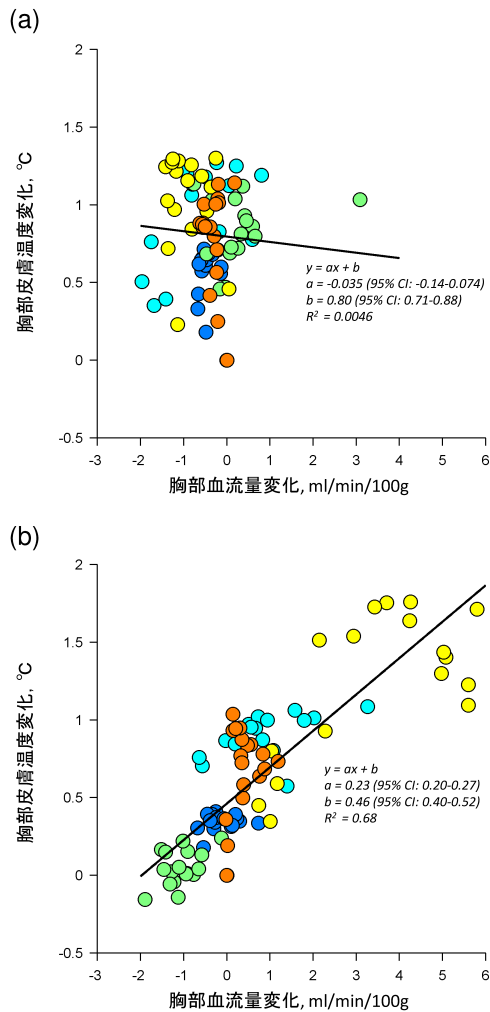 (a)
2
1.5
1
0.5
0
-0.5
胸部皮膚温度変化, ℃
y = ax + b
a = -0.035 (95% CI: -0.14-0.074)
b = 0.80 (95% CI: 0.71-0.88)
R² = 0.0046
-3 -2 -1 0 1 2 3 4 5 6
胸部血流量変化, ml/min/100g
(b)
2
1.5
1
0.5
0
-0.5
胸部皮膚温度変化, ℃
y = ax + b
a = 0.23 (95% CI: 0.20-0.27)
b = 0.46 (95% CI: 0.40-0.52)
R² = 0.68
-3 -2 -1 0 1 2 3 4 5 6
胸部血流量変化, ml/min/100g